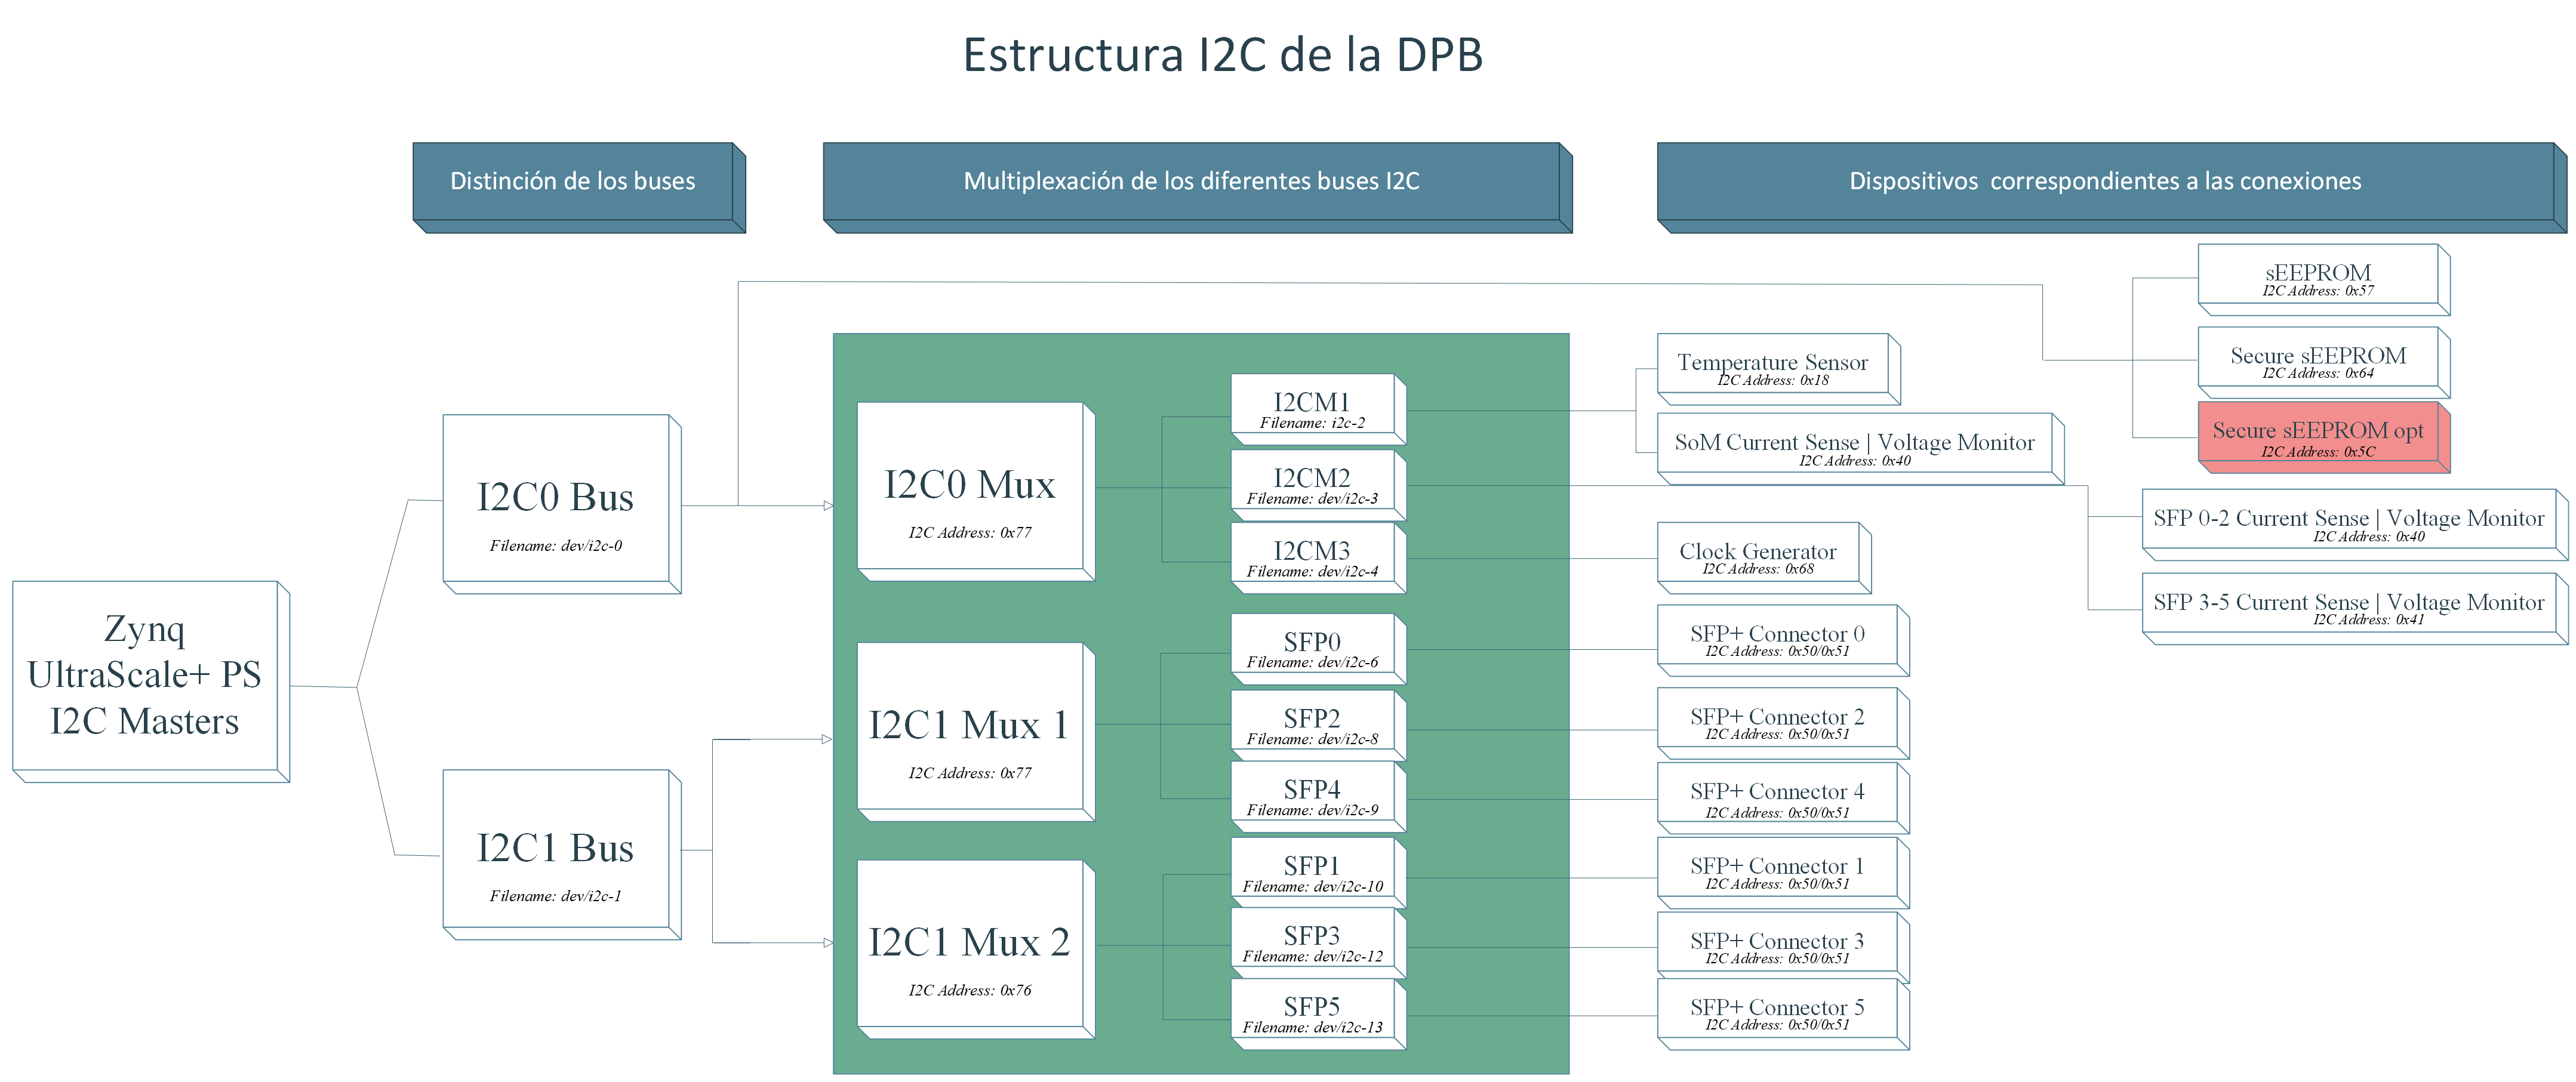 Estructura I2C de la DPB
Distinción de los buses
Multiplexación de los diferentes buses I2C
Dispositivos  correspondientes a las conexiones
Zynq
UltraScale+ PS
I2C Masters
I2C0 Bus
Filename: dev/i2c-0
I2C1 Bus
Filename: dev/i2c-1
I2C0 Mux
I2C Address: 0x77
I2C1 Mux 1
I2C Address: 0x77
I2C1 Mux 2
I2C Address: 0x76
I2CM1
Filename: i2c-2
I2CM2
Filename: dev/i2c-3
I2CM3
Filename: dev/i2c-4
SFP0
Filename: dev/i2c-6
SFP2
Filename: dev/i2c-8
SFP4
Filename: dev/i2c-9
SFP1
Filename: dev/i2c-10
SFP3
Filename: dev/i2c-12
SFP5
Filename: dev/i2c-13
Temperature Sensor
I2C Address: 0x18
SoM Current Sense | Voltage Monitor
I2C Address: 0x40
Clock Generator
I2C Address: 0x68
SFP+ Connector 0
I2C Address: 0x50/0x51
SFP+ Connector 2
I2C Address: 0x50/0x51
SFP+ Connector 4
I2C Address: 0x50/0x51
SFP+ Connector 1
I2C Address: 0x50/0x51
SFP+ Connector 3
I2C Address: 0x50/0x51
SFP+ Connector 5
I2C Address: 0x50/0x51
sEEPROM
I2C Address: 0x57
Secure sEEPROM
I2C Address: 0x64
Secure sEEPROM opt
I2C Address: 0x5C
SFP 0-2 Current Sense | Voltage Monitor
I2C Address: 0x40
SFP 3-5 Current Sense | Voltage Monitor
I2C Address: 0x41